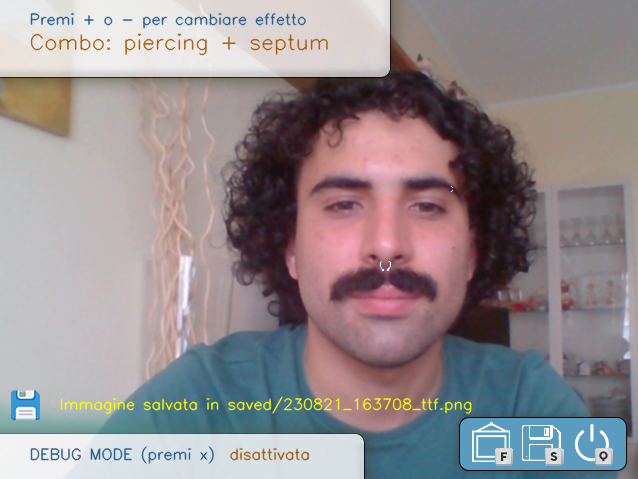 Premi + o - per cambiare effetto
Combo: piercing + septum
Immagine salvata in saved/230821_163708_ttf.png
DEBUG MODE (premi x) disattivata
F S Q